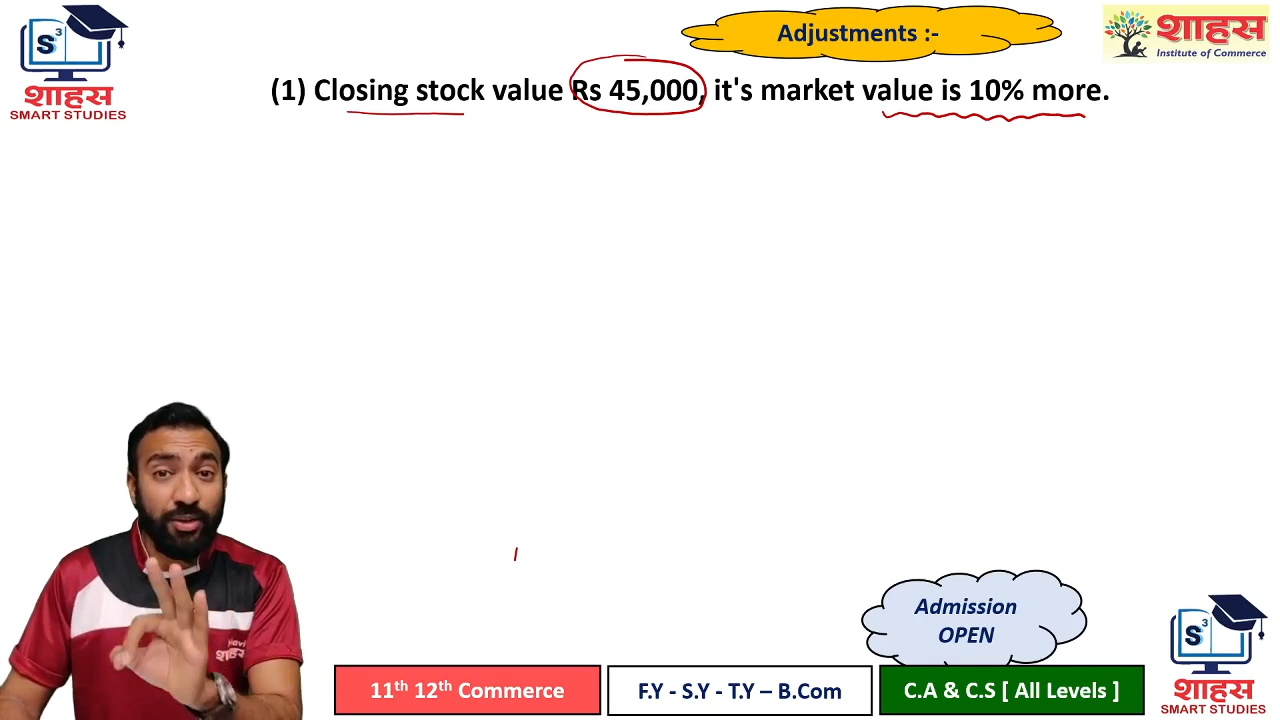 S³
शाहस
SMART STUDIES
Adjustments :-
शाहस
Institute of Commerce
(1) Closing stock value Rs 45,000, it's market value is 10% more.
शाहस
Admission
OPEN
11th 12th Commerce
F.Y - S.Y - T.Y – B.Com
C.A & C.S [ All Levels ]
S³
शाहस
SMART STUDIES